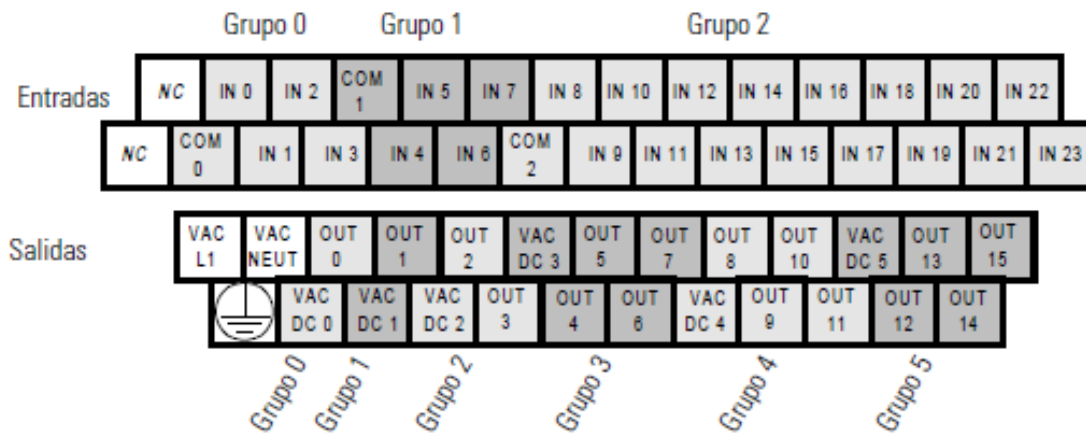 Grupo 0 Grupo 1 Grupo 2
Entradas
NC IN 0 IN 2 COM 1 IN 5 IN 7 IN 8 IN 10 IN 12 IN 14 IN 16 IN 18 IN 20 IN 22
NC COM 0 IN 1 IN 3 IN 4 IN 6 COM 2 IN 9 IN 11 IN 13 IN 15 IN 17 IN 19 IN 21 IN 23
Salidas
VAC L1 VAC NEUT OUT 0 OUT 1 OUT 2 VAC DC 3 OUT 5 OUT 7 OUT 8 OUT 10 VAC DC 5 OUT 13 OUT 15
VAC DC 0 VAC DC 1 VAC DC 2 OUT 3 OUT 4 OUT 6 VAC DC 4 OUT 9 OUT 11 OUT 12 OUT 14
Grupo 0 Grupo 1 Grupo 2 Grupo 3 Grupo 4 Grupo 5